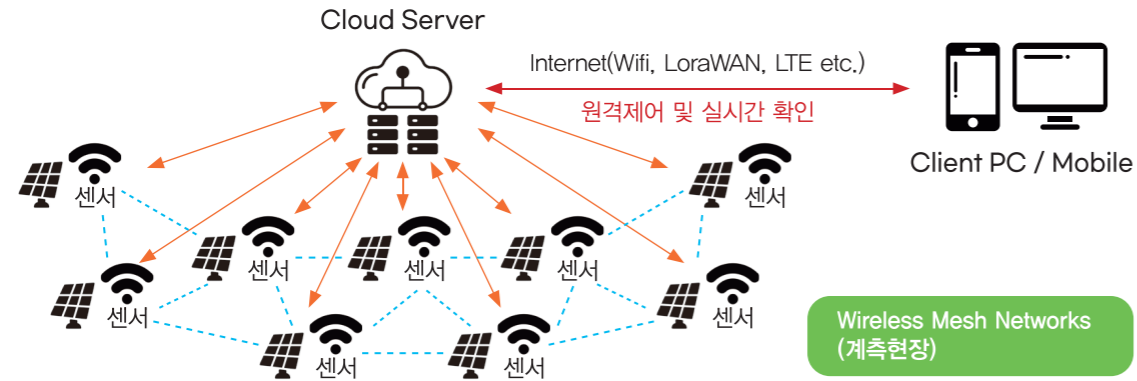 Cloud Server
Internet(Wifi, LoraWAN, LTE etc.)
원격제어 및 실시간 확인
Client PC / Mobile
센서
센서
센서
센서
센서
센서
센서
센서
센서
Wireless Mesh Networks
(계측현장)